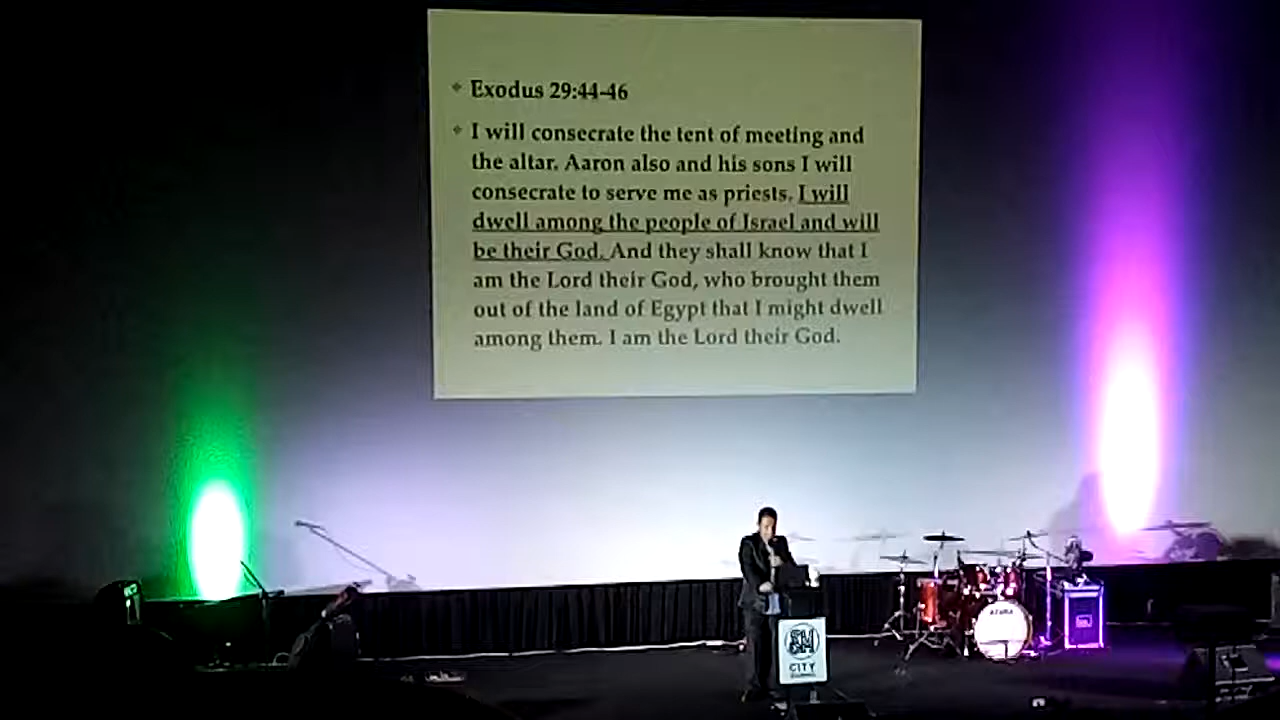 Exodus 29:44-46
I will consecrate the tent of meeting and
the altar. Aaron also and his sons I will
consecrate to serve me as priests. I will
dwell among the people of Israel and will
be their God. And they shall know that I
am the Lord their God, who brought them
out of the land of Egypt that I might dwell
among them. I am the Lord their God.
SM
CITY
TAMA